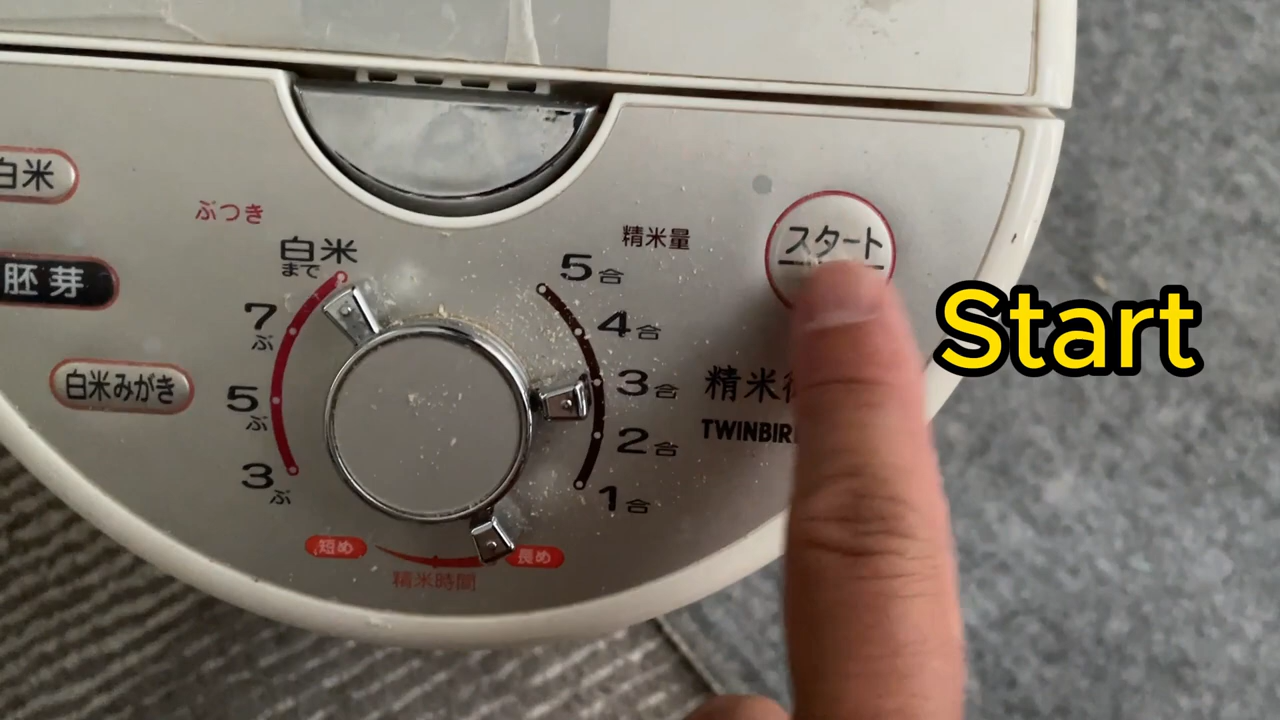 白米
胚芽
白米みがき
ぶつき
白米
まで
7ぶ
5ぶ
3ぶ
短め
長め
精米時間
精米量
5合
4合
3合
2合
1合
スタート
精米
TWINBIR
Start